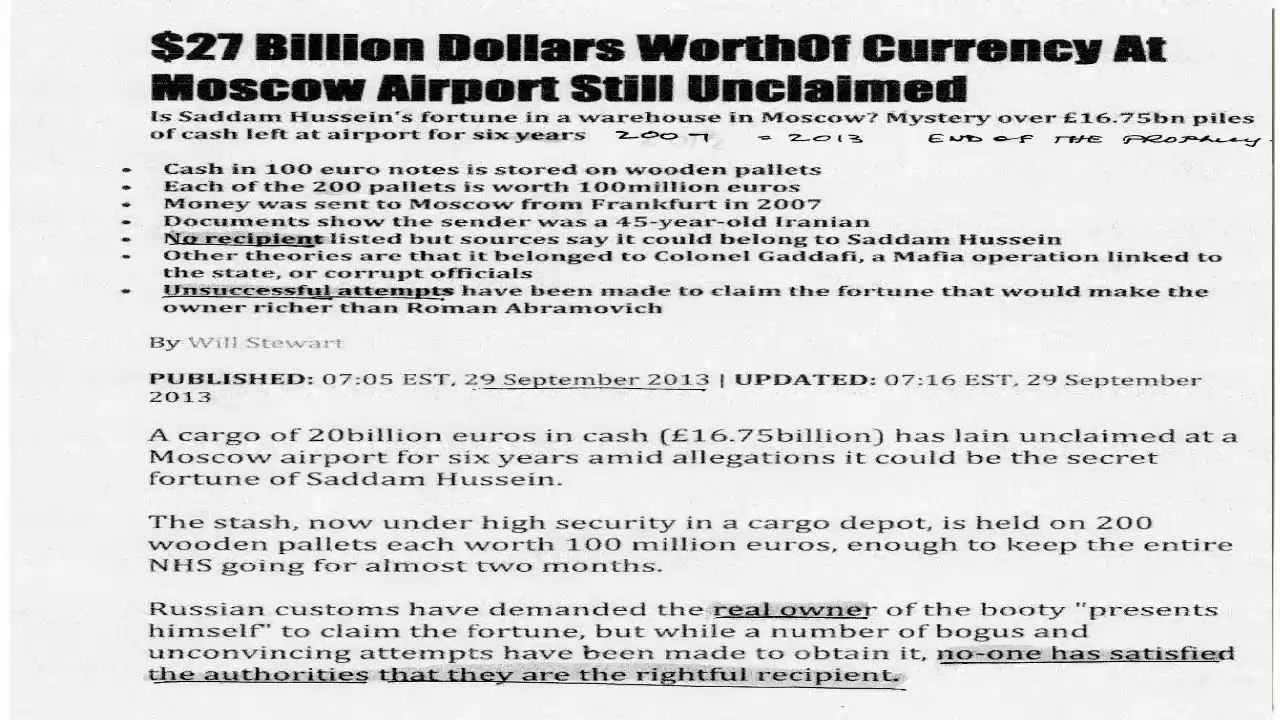 $27 Billion Dollars WorthOf Currency At
Moscow Airport Still Unclaimed
Is Saddam Hussein's fortune in a warehouse in Moscow? Mystery over £16.75bn piles
of cash left at airport for six years 2007 = 2013 END OF THE PROPHECY.
• Cash in 100 euro notes is stored on wooden pallets
• Each of the 200 pallets is worth 100million euros
• Money was sent to Moscow from Frankfurt in 2007
• Documents show the sender was a 45-year-old Iranian
• No recipient listed but sources say it could belong to Saddam Hussein
• Other theories are that it belonged to Colonel Gaddafi, a Mafia operation linked to
the state, or corrupt officials
• Unsuccessful attempts have been made to claim the fortune that would make the
owner richer than Roman Abramovich
By Will Stewart
PUBLISHED: 07:05 EST, 29 September 2013 | UPDATED: 07:16 EST, 29 September
2013
A cargo of 20billion euros in cash (£16.75billion) has lain unclaimed at a
Moscow airport for six years amid allegations it could be the secret
fortune of Saddam Hussein.
The stash, now under high security in a cargo depot, is held on 200
wooden pallets each worth 100 million euros, enough to keep the entire
NHS going for almost two months.
Russian customs have demanded the real owner of the booty "presents
himself" to claim the fortune, but while a number of bogus and
unconvincing attempts have been made to obtain it, no-one has satisfied
the authorities that they are the rightful recipient.